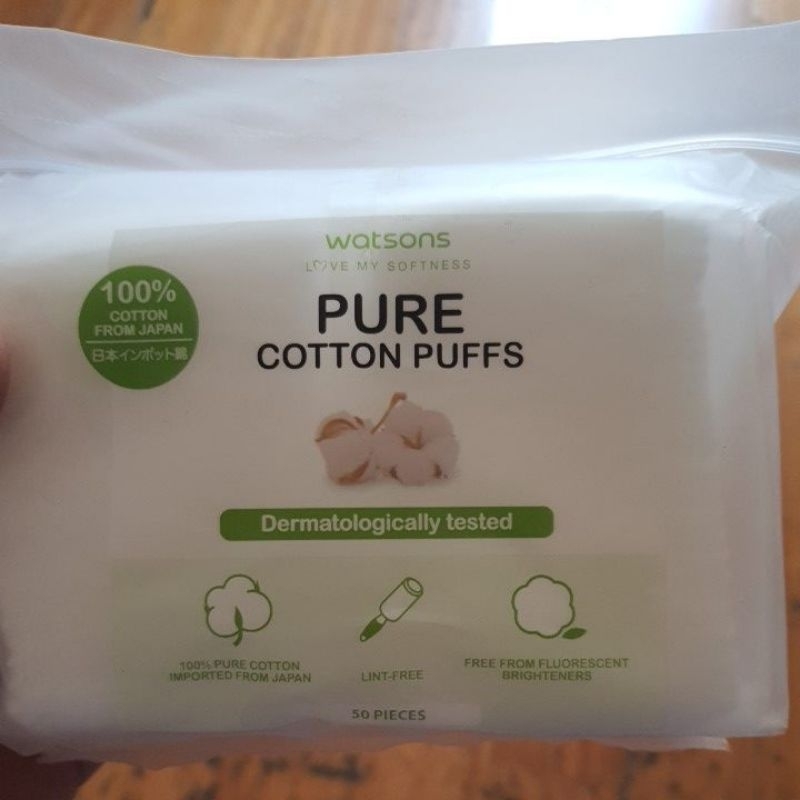 watsons
LOVE MY SOFTNESS
100%
COTTON
FROM JAPAN
日本インポット綿
PURE
COTTON PUFFS
Dermatologically tested
100% PURE COTTON
IMPORTED FROM JAPAN
LINT-FREE
FREE FROM FLUORESCENT
BRIGHTENERS
50 PIECES